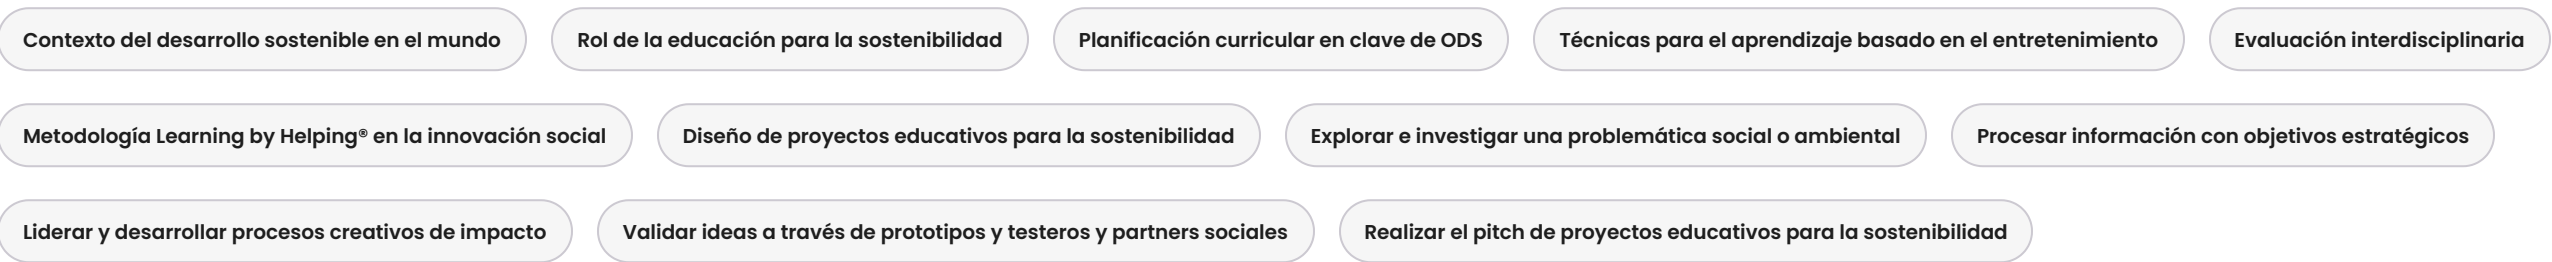 Contexto del desarrollo sostenible en el mundo
Rol de la educación para la sostenibilidad
Planificación curricular en clave de ODS
Técnicas para el aprendizaje basado en el entretenimiento
Evaluación interdisciplinaria
Metodología Learning by Helping® en la innovación social
Diseño de proyectos educativos para la sostenibilidad
Explorar e investigar una problemática social o ambiental
Procesar información con objetivos estratégicos
Liderar y desarrollar procesos creativos de impacto
Validar ideas a través de prototipos y testeros y partners sociales
Realizar el pitch de proyectos educativos para la sostenibilidad